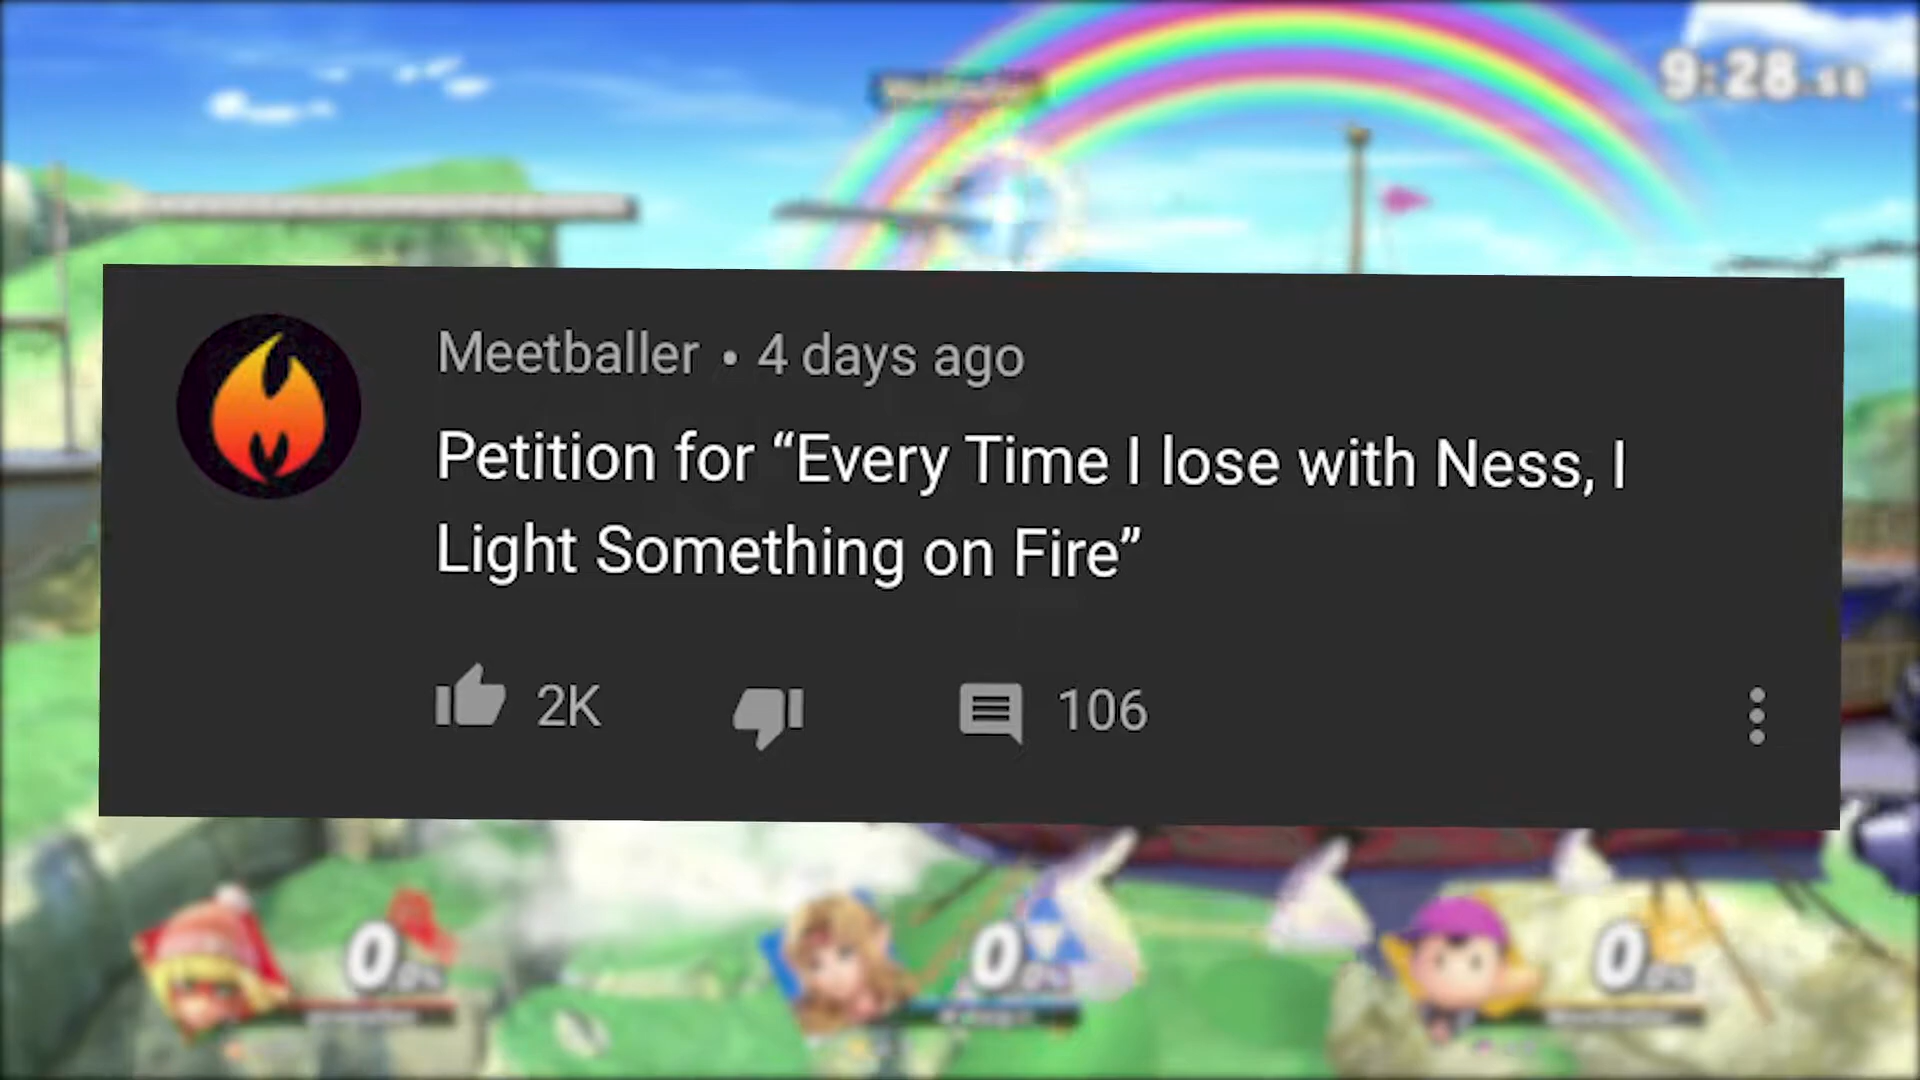 9:28
Meetballer • 4 days ago
Petition for “Every Time I lose with Ness, I
Light Something on Fire”
2K
106
0
0
0